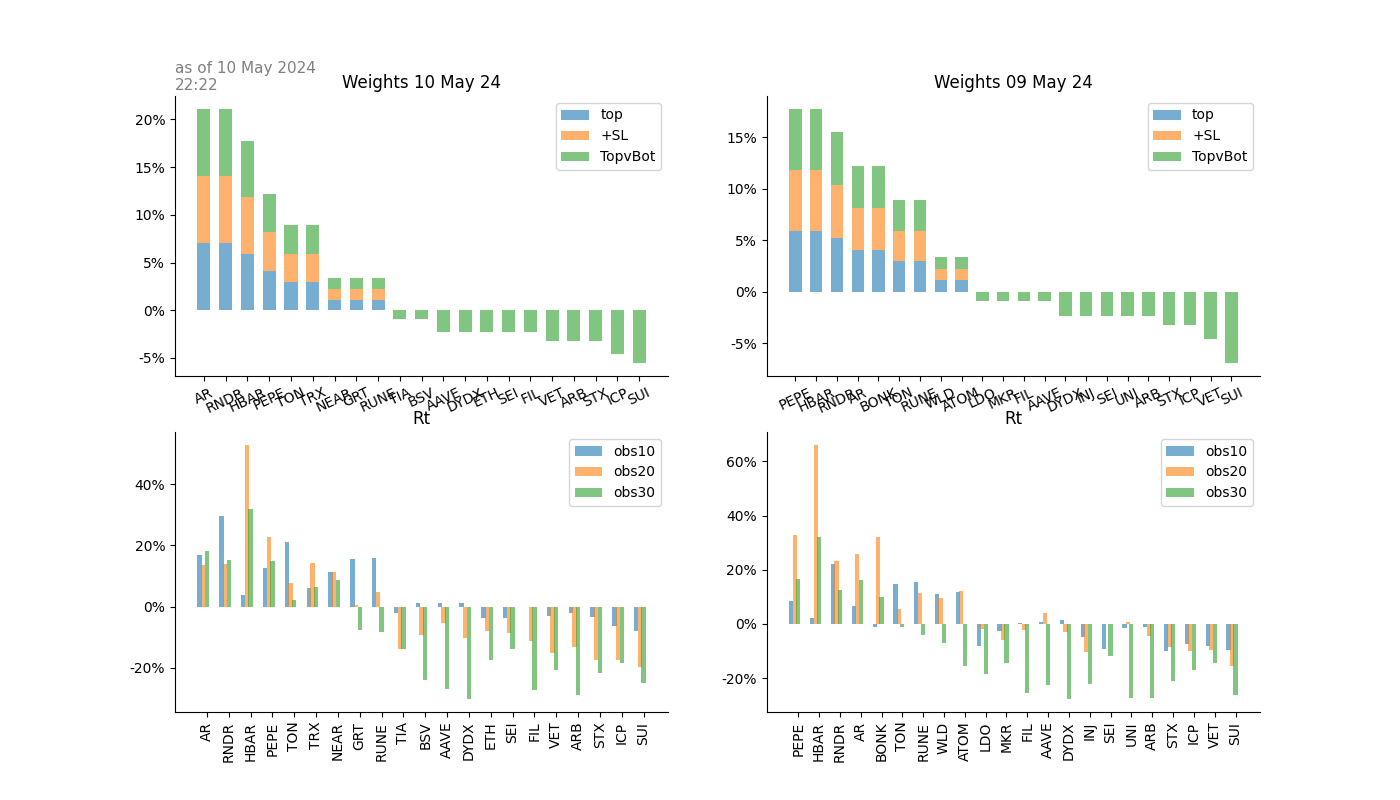 as of 10 May 2024
22:22
Weights 10 May 24
20%
15%
10%
5%
0%
-5%
top
+SL
TopvBot
AR RNDR HBAR PEPE TON TRX NEAR GRT RUNE TIA BSV AAVE DYDX ETH SEI FIL VET ARB STX ICP SUI
Weights 09 May 24
15%
10%
5%
0%
-5%
top
+SL
TopvBot
PEPE HBAR RNDR AR BONK TON RUNE WLD ATOM LDO MKR FIL AAVE DYDX INJ SEI UNI ARB STX ICP VET SUI
Rt
40%
20%
0%
-20%
obs10
obs20
obs30
AR RNDR HBAR PEPE TON TRX NEAR GRT RUNE TIA BSV AAVE DYDX ETH SEI FIL VET ARB STX ICP SUI
Rt
60%
40%
20%
0%
-20%
obs10
obs20
obs30
PEPE HBAR RNDR AR BONK TON RUNE WLD ATOM LDO MKR FIL AAVE DYDX INJ SEI UNI ARB STX ICP VET SUI